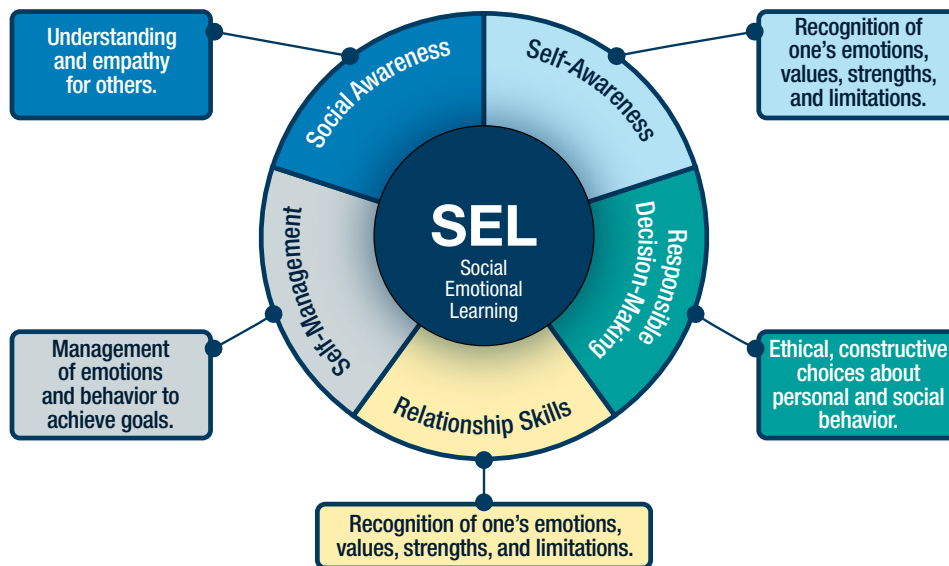 Understanding
and empathy
for others.
Social Awareness
Self-Awareness
Recognition of
one’s emotions,
values, strengths,
and limitations.
SEL
Social
Emotional
Learning
Self-Management
Responsible
Decision-Making
Management
of emotions
and behavior to
achieve goals.
Relationship Skills
Ethical, constructive
choices about
personal and social
behavior.
Recognition of one’s emotions,
values, strengths, and limitations.